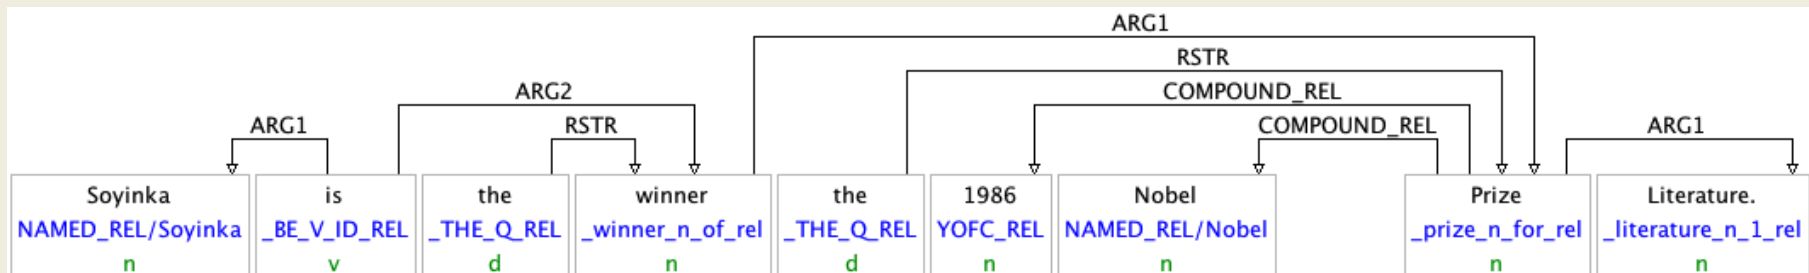 ARG1
RSTR
ARG2 COMPOUND_REL
ARG1 RSTR COMPOUND_REL ARG1
Soyinka is the winner the 1986 Nobel Prize Literature.
NAMED_REL/Soyinka _BE_V_ID_REL _THE_Q_REL _winner_n_of_rel _THE_Q_REL YOFC_REL NAMED_REL/Nobel _prize_n_for_rel _literature_n_1_rel
n v d n d n n n n